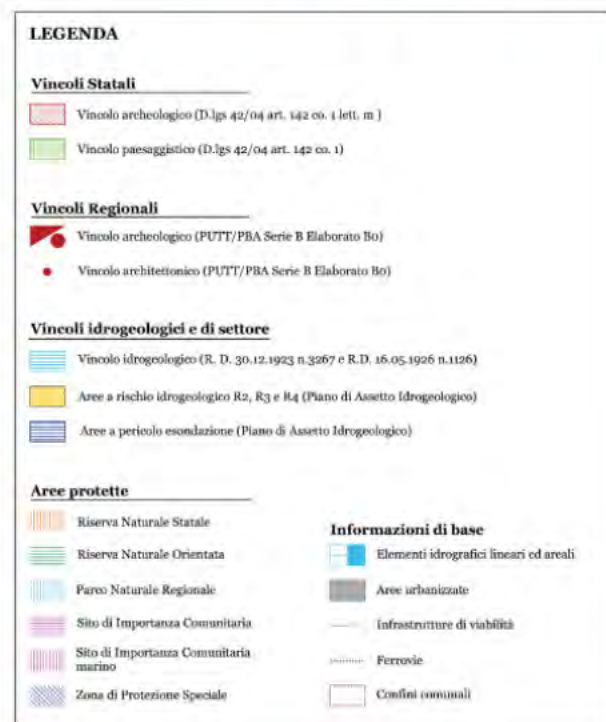 LEGENDA
Vincoli Statali
Vincolo archeologico (D.lgs 42/04 art. 142 co. 1 lett. m )
Vincolo paesaggistico (D.lgs 42/04 art. 142 co. 1)
Vincoli Regionali
Vincolo archeologico (PUTT/PBA Serie B Elaborato B0)
Vincolo architettonico (PUTT/PBA Serie B Elaborato B0)
Vincoli idrogeologici e di settore
Vincolo idrogeologico (R. D. 30.12.1923 n.3267 e R.D. 16.05.1926 n.1126)
Aree a rischio idrogeologico R2, R3 e R4 (Piano di Assetto Idrogeologico)
Aree a pericolo esondazione (Piano di Assetto Idrogeologico)
Aree protette
Riserva Naturale Statale
Riserva Naturale Orientata
Parco Naturale Regionale
Sito di Importanza Comunitaria
Sito di Importanza Comunitaria
marino
Zona di Protezione Speciale
Informazioni di base
Elementi idrografici lineari ed areali
Aree urbanizzate
Infrastrutture di viabilità
Ferrovie
Confini comunali